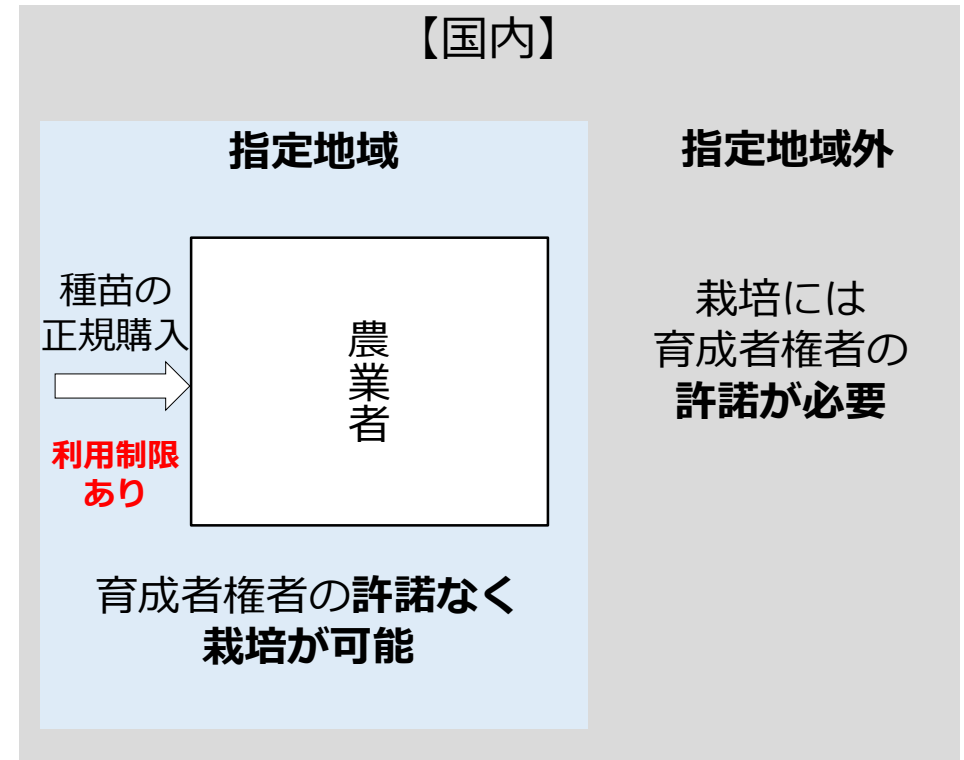 【国内】
指定地域
指定地域外
種苗の
正規購入
利用制限
あり
農業者
栽培には
育成者権者の
許諾が必要
育成者権者の許諾なく
栽培が可能